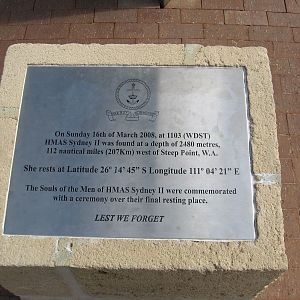 On Sunday 16th of March 2008, at 1103 (WDST)
HMAS Sydney II was found at a depth of 2480 metres,
112 nautical miles (207Km) west of Steep Point, W.A.
She rests at Latitude 26° 14' 45" S Longitude 111° 04' 21" E
The Souls of the Men of HMAS Sydney II were commemorated
with a ceremony over their final resting place.
LEST WE FORGET